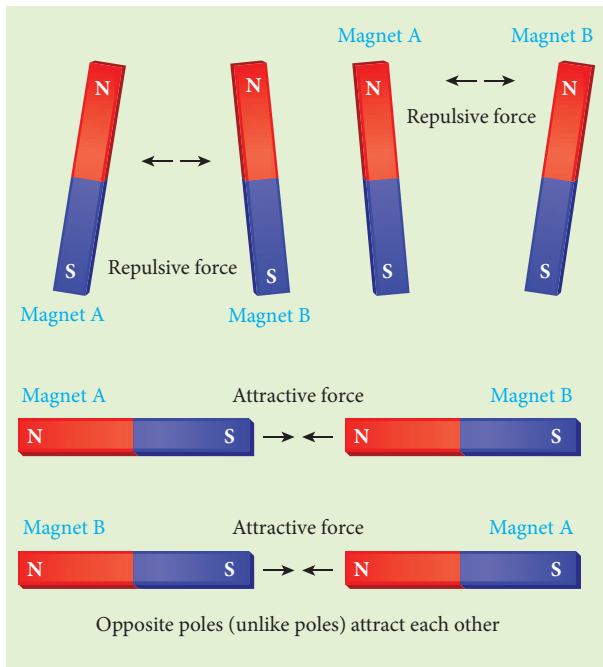 Magnet A
Magnet B
N
N
N
N
Repulsive force
Repulsive force
S
S
S
S
Magnet A
Magnet B
Magnet A
Attractive force
Magnet B
N
S
N
S
Magnet B
Attractive force
Magnet A
N
S
N
S
Opposite poles (unlike poles) attract each other